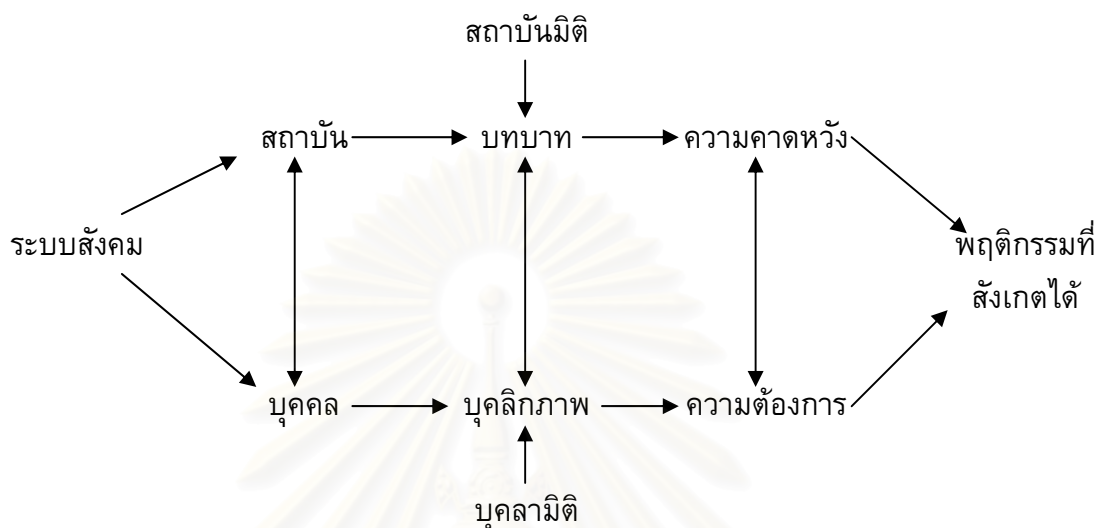 สถาบันมิติ
สถาบัน บทบาท ความคาดหวัง
ระบบสังคม พฤติกรรมที่
สังเกตได้
บุคคล บุคลิกภาพ ความต้องการ
บุคลามิติ